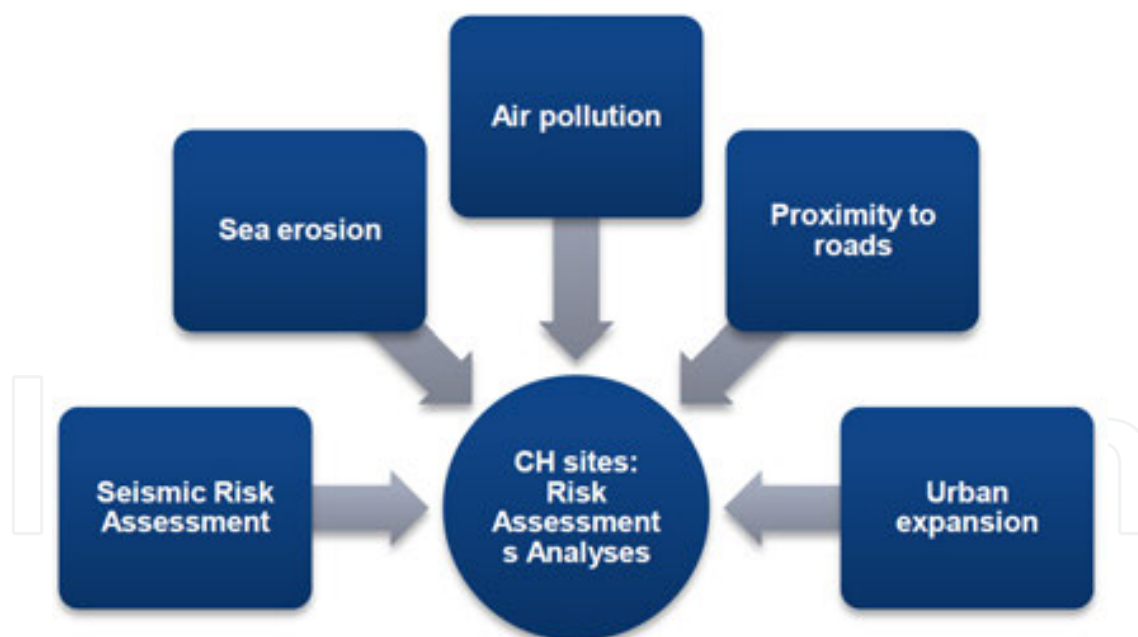 Air pollution
Sea erosion
Proximity to
roads
Seismic Risk
Assessment
CH sites:
Risk
Assessment
s Analyses
Urban
expansion